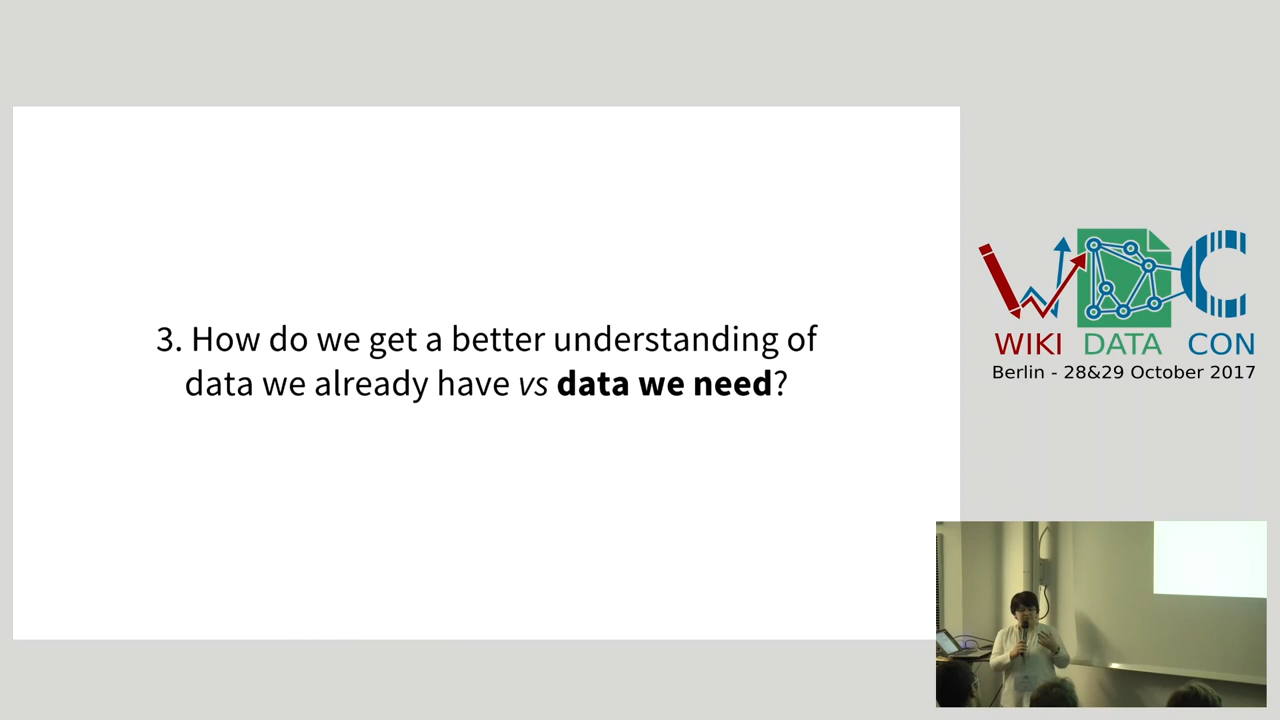 3. How do we get a better understanding of
data we already have vs data we need?
WDC
WIKI DATA CON
Berlin - 28&29 October 2017